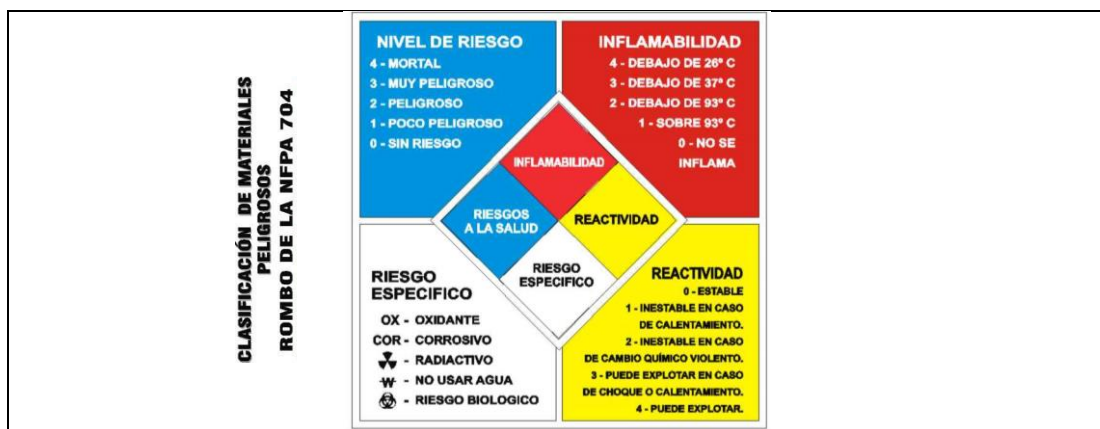 CLASIFICACIÓN DE MATERIALES
PELIGROSOS
ROMBO DE LA NFPA 704
NIVEL DE RIESGO
4 - MORTAL
3 - MUY PELIGROSO
2 - PELIGROSO
1 - POCO PELIGROSO
0 - SIN RIESGO
INFLAMABILIDAD
4 - DEBAJO DE 26º C
3 - DEBAJO DE 37º C
2 - DEBAJO DE 93º C
1 - SOBRE 93º C
0 - NO SE
INFLAMA
INFLAMABILIDAD
RIESGOS
A LA SALUD
REACTIVIDAD
RIESGO
ESPECIFICO
RIESGO
ESPECIFICO
OX - OXIDANTE
COR - CORROSIVO
- RADIACTIVO
W - NO USAR AGUA
- RIESGO BIOLOGICO
REACTIVIDAD
0 - ESTABLE
1 - INESTABLE EN CASO
DE CALENTAMIENTO.
2 - INESTABLE EN CASO
DE CAMBIO QUÍMICO VIOLENTO.
3 - PUEDE EXPLOTAR EN CASO
DE CHOQUE O CALENTAMIENTO.
4 - PUEDE EXPLOTAR.